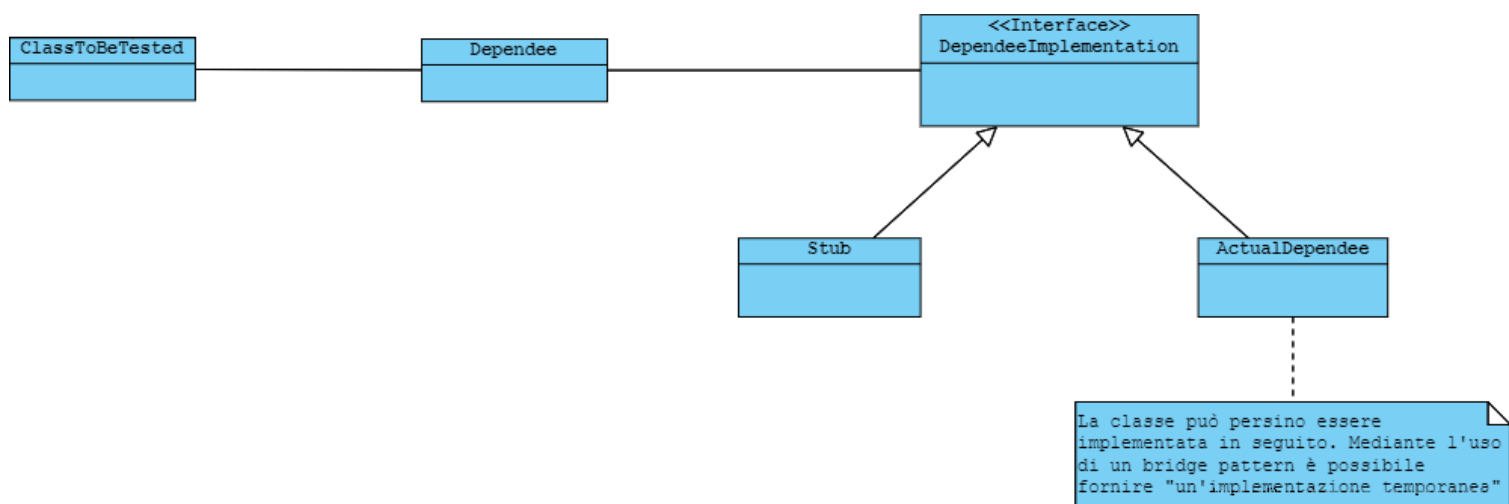 <<Interface>>
ClassToBeTested
Dependee
DependeeImplementation
Stub
ActualDependee
La classe può persino essere
implementata in seguito. Mediante l'uso
di un bridge pattern è possibile
fornire "un'implementazione temporanea"